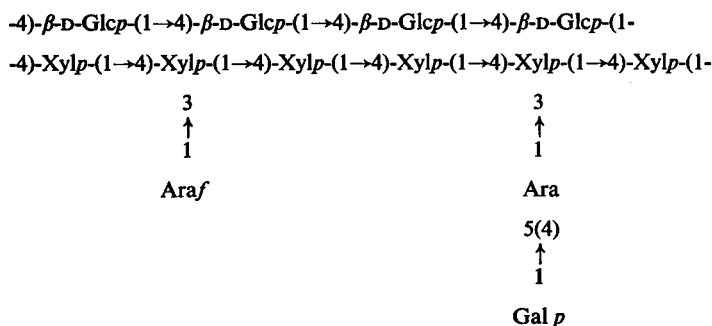 -4)-β-D-Glcp-(1→4)-β-D-Glcp-(1→4)-β-D-Glcp-(1→4)-β-D-Glcp-(1-
-4)-Xylp-(1→4)-Xylp-(1→4)-Xylp-(1→4)-Xylp-(1→4)-Xylp-(1→4)-Xylp-(1-
3 3
↑ ↑
1 1
Araf Ara
5(4)
↑
1
Gal p